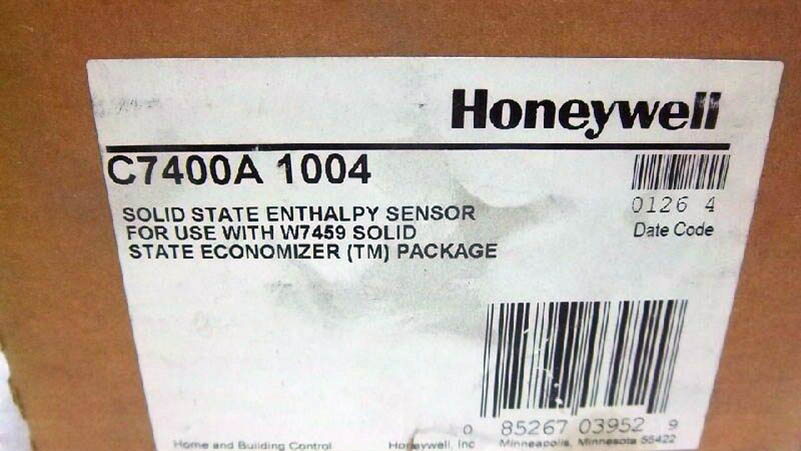 Honeywell
C7400A 1004
0126 4
Date Code
SOLID STATE ENTHALPY SENSOR
FOR USE WITH W7459 SOLID
STATE ECONOMIZER (TM) PACKAGE
0 85267 03952 9
Home and Building Control Honeywell, Inc Minneapolis, Minnesota 55422